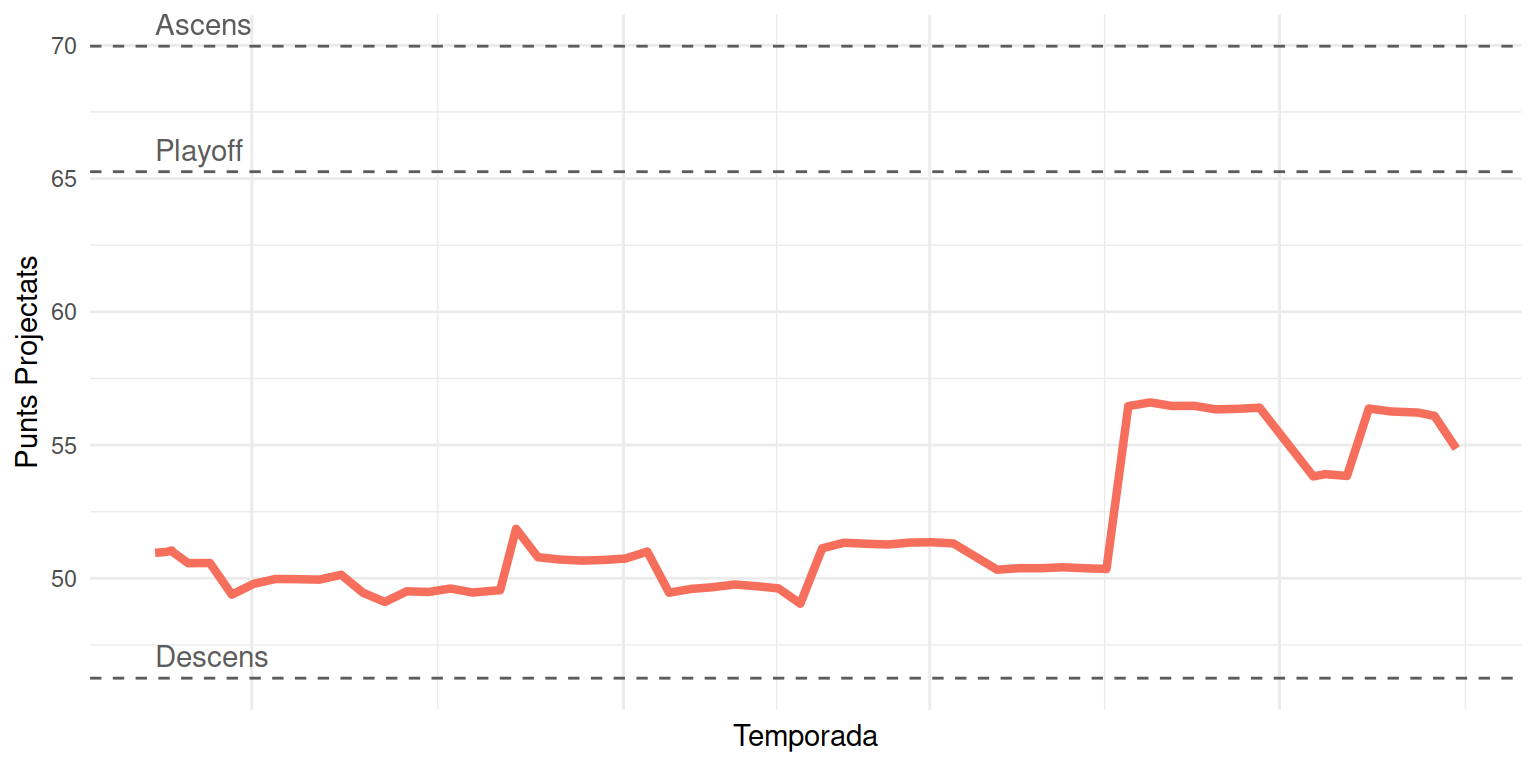 Ascens
70
Playoff
65
60
Punts Projectats
55
50
Descens
Temporada